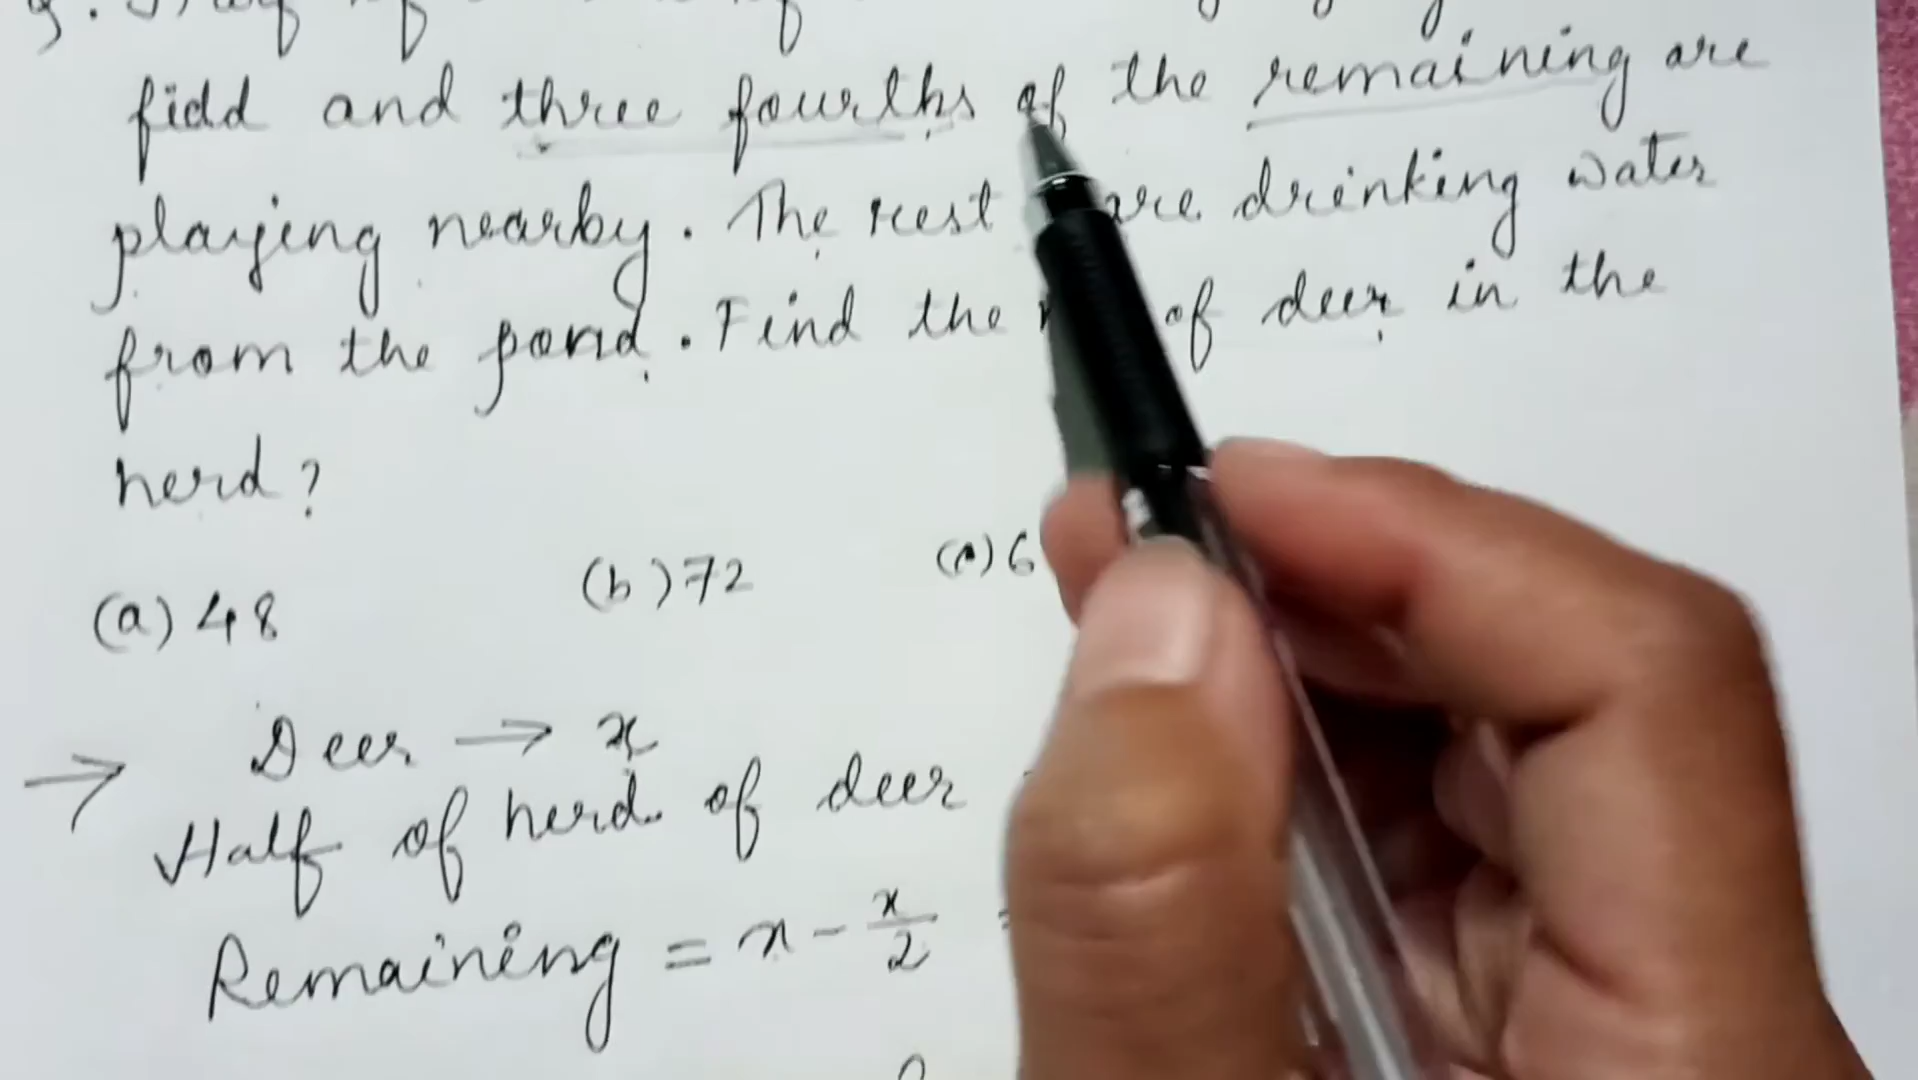 field and three fourths of the remaining are
playing nearby. The rest are drinking water
from the pond. Find the of deer in the
herd?
(a) 48 (b) 72 (c) 6
→ Deer → x
Half of herd of deer
Remaining = x - x/2